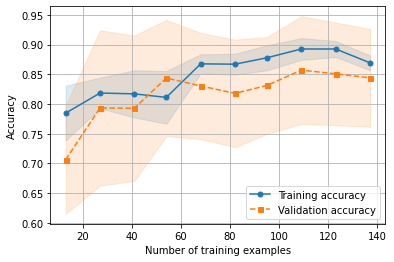 0.95
0.90
0.85
0.80
0.75
0.70
0.65
0.60
Accuracy
Training accuracy
Validation accuracy
20 40 60 80 100 120 140
Number of training examples